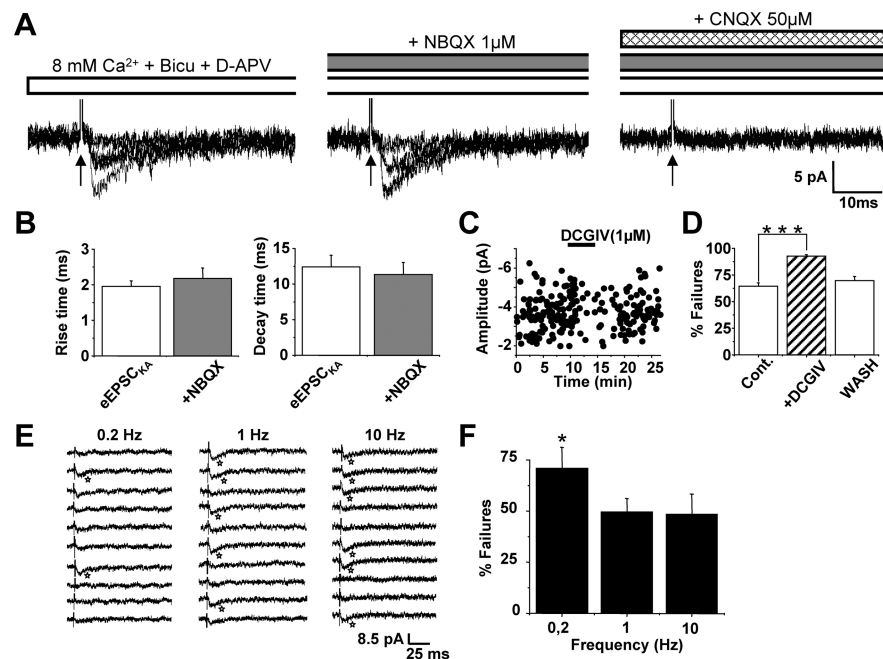 A
8 mM Ca²⁺ + Bicu + D-APV
+ NBQX 1µM
+ CNQX 50µM
5 pA
10ms
B
Rise time (ms)
4
3
2
1
0
eEPSC_KA
+NBQX
Decay time (ms)
15
10
5
0
eEPSC_KA
+NBQX
C
DCGIV(1µM)
Amplitude (pA)
-6
-4
-2
0 5 10 15 20 25
Time (min)
D
***
% Failures
100
75
50
25
0
Cont.
+DCGIV
WASH
E
0.2 Hz
1 Hz
10 Hz
8.5 pA
25 ms
F
*
% Failures
75
50
25
0
0,2 1 10
Frequency (Hz)